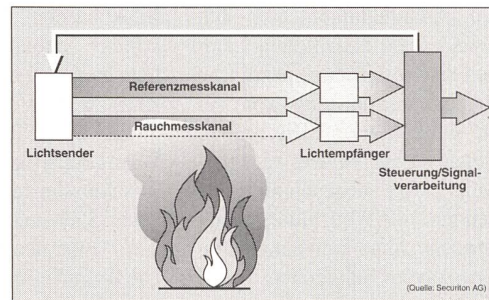 Referenzmesskanal
Rauchmesskanal
Lichtsender
Lichtempfänger
Steuerung/Signal-
verarbeitung
(Quelle: Securiton AG)